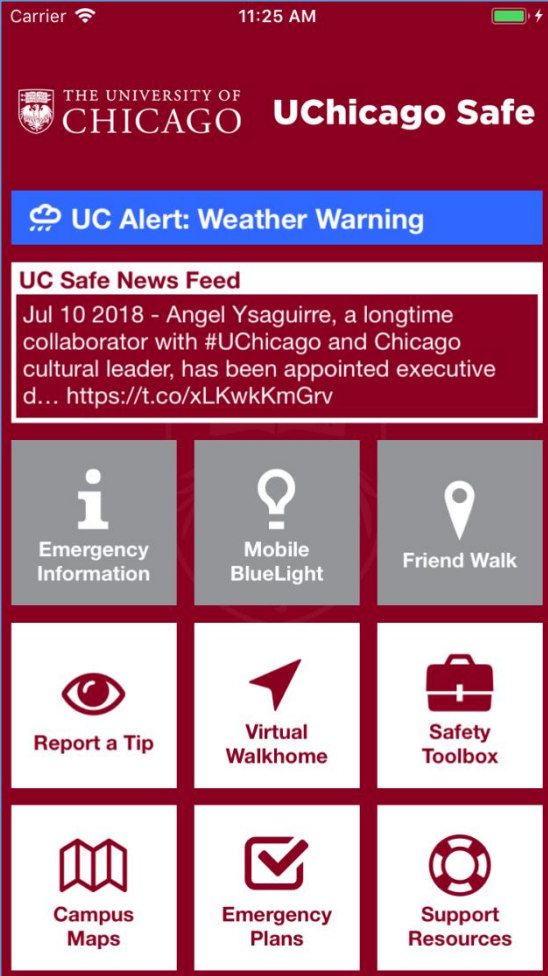 Carrier 11:25 AM
THE UNIVERSITY OF
CHICAGO
UChicago Safe
UC Alert: Weather Warning
UC Safe News Feed
Jul 10 2018 - Angel Ysaguirre, a longtime
collaborator with #UChicago and Chicago
cultural leader, has been appointed executive
d... https://t.co/xLKwkKmGrv
Emergency
Information
Mobile
BlueLight
Friend Walk
Report a Tip
Virtual
Walkhome
Safety
Toolbox
Campus
Maps
Emergency
Plans
Support
Resources